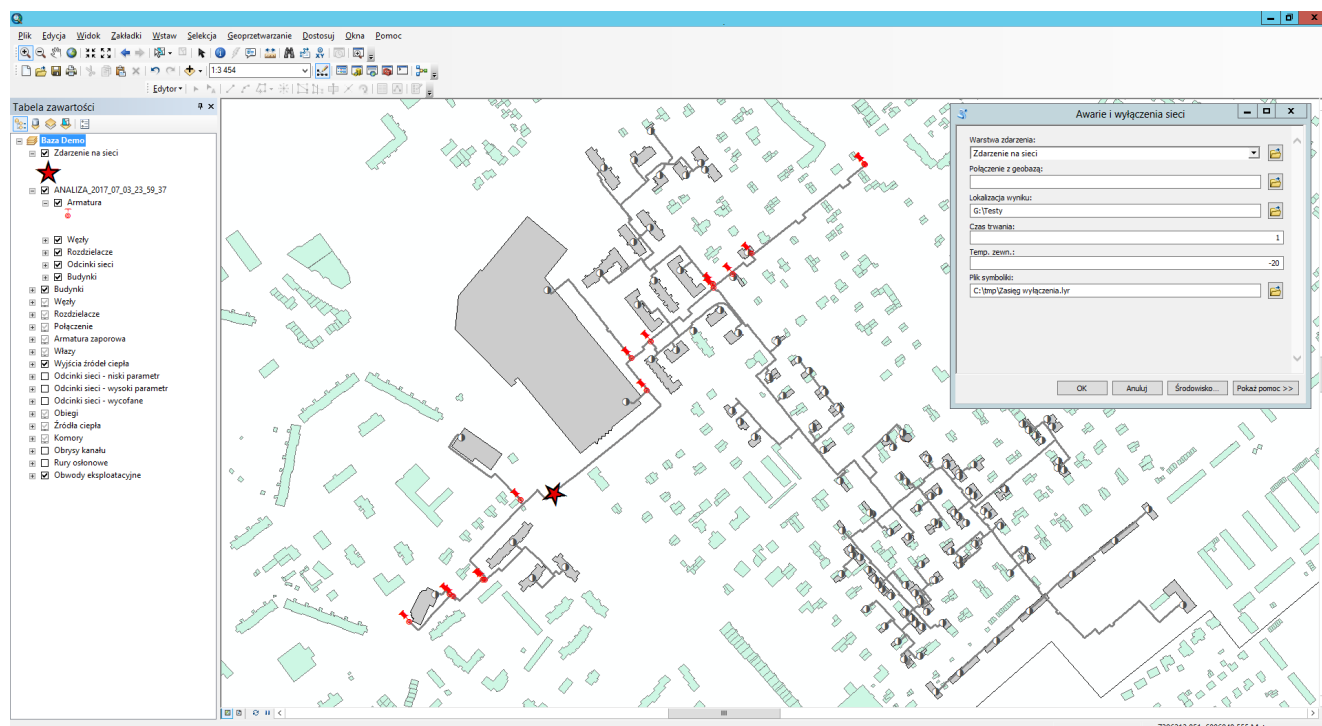 Plik Edycja Widok Zakładki Wstaw Selekcja Geoprzetwarzanie Dostosuj Okna Pomoc
1:3 454
Edytor
Tabela zawartości
Baza Demo
Zdarzenie na sieci
ANALIZA_2017_07_03_23_59_37
Armatura
Węzły
Rozdzielacze
Odcinki sieci
Budynki
Budynki
Węzły
Rozdzielacze
Połączenie
Armatura zaporowa
Włazy
Wyjścia źródeł ciepła
Odcinki sieci - niski parametr
Odcinki sieci - wysoki parametr
Odcinki sieci - wycofane
Obiegi
Źródła ciepła
Komory
Obrysy kanału
Rury osłonowe
Obwody eksploatacyjne
Awarie i wyłączenia sieci
Warstwa zdarzenia:
Zdarzenie na sieci
Połączenie z geobazą:
Lokalizacja wyniku:
G:\Testy
Czas trwania:
1
Temp. zewn.:
-20
Plik symboliki:
C:\tmp\Zasięg wyłączenia.lyr
OK Anuluj Środowisko... Pokaż pomoc >>